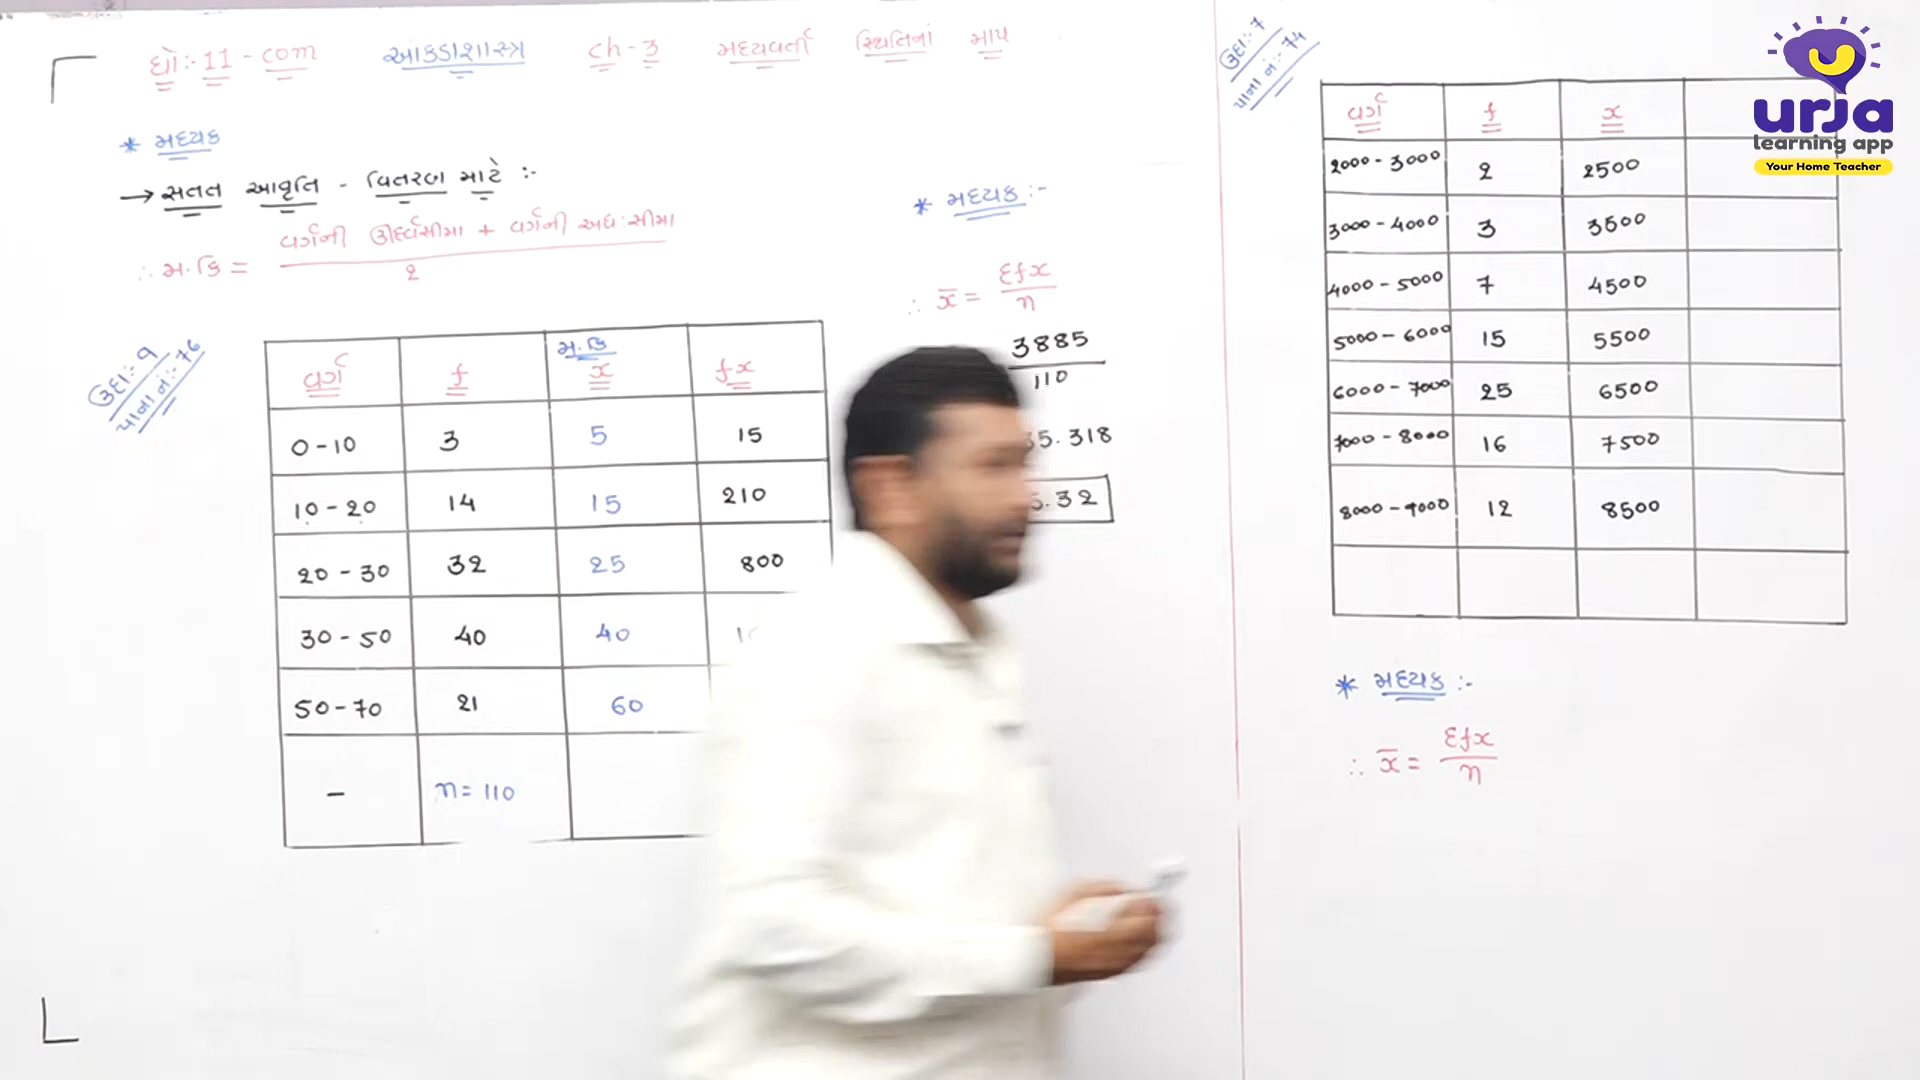 ધો:- 11 - com આંકડાશાસ્ત્ર ch-3 મધ્યવર્તી સ્થિતિનાં માપ
* મધ્યક
→ સતત આવૃતિ - વિતરણ માટે :-
∴ મ.કિં = વર્ગની ઊર્ધ્વસીમા + વર્ગની અધ:સીમા
2
ઉદા:- 9
પાના નં:- 76
વર્ગ f મ.કિં x fx
0-10 3 5 15
10-20 14 15 210
20-30 32 25 800
30-50 40 40
50-70 21 60
- n = 110
* મધ્યક :-
∴ x̄ = Σfx
n
3885
110
35.318
.32
ઉદા:- 7
પાના નં:- 74
વર્ગ f x
2000-3000 2 2500
3000-4000 3 3500
4000-5000 7 4500
5000-6000 15 5500
6000-7000 25 6500
7000-8000 16 7500
8000-9000 12 8500
* મધ્યક :-
∴ x̄ = Σfx
n
urja
learning app
Your Home Teacher